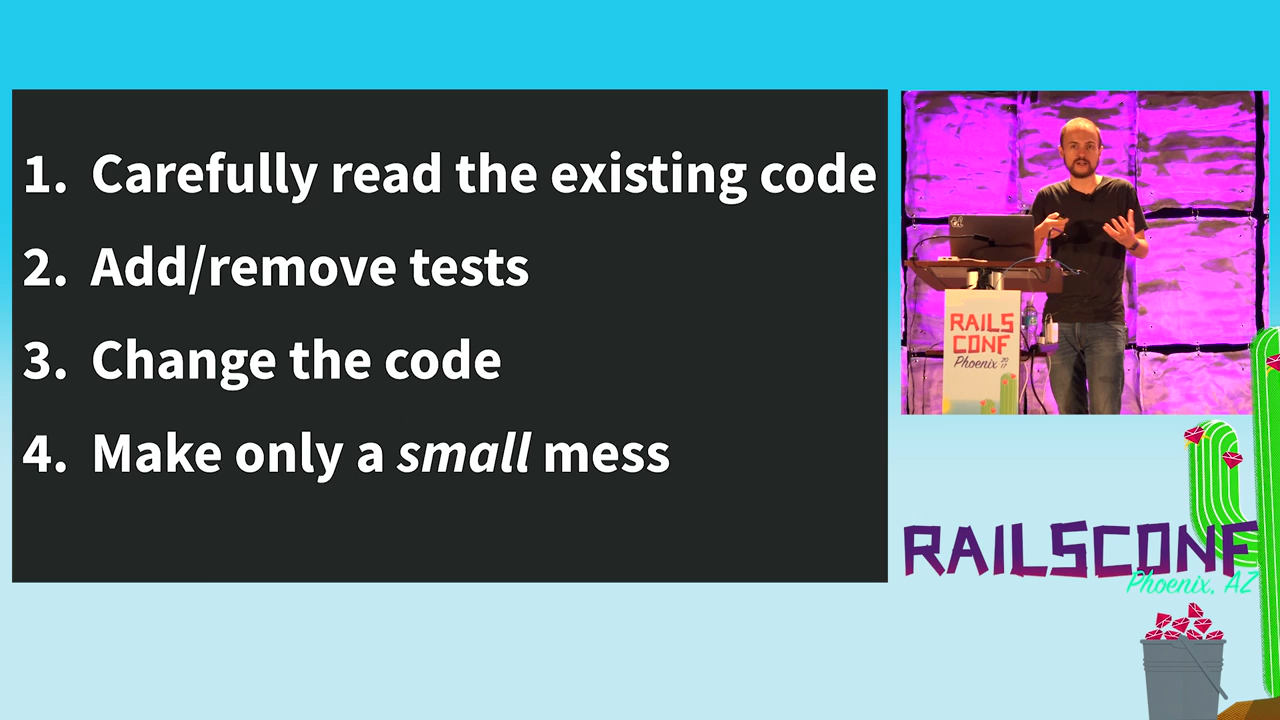 1. Carefully read the existing code
2. Add/remove tests
3. Change the code
4. Make only a small mess
RAILS
CONF
Phoenix 2017
RAILSCONF
Phoenix, AZ